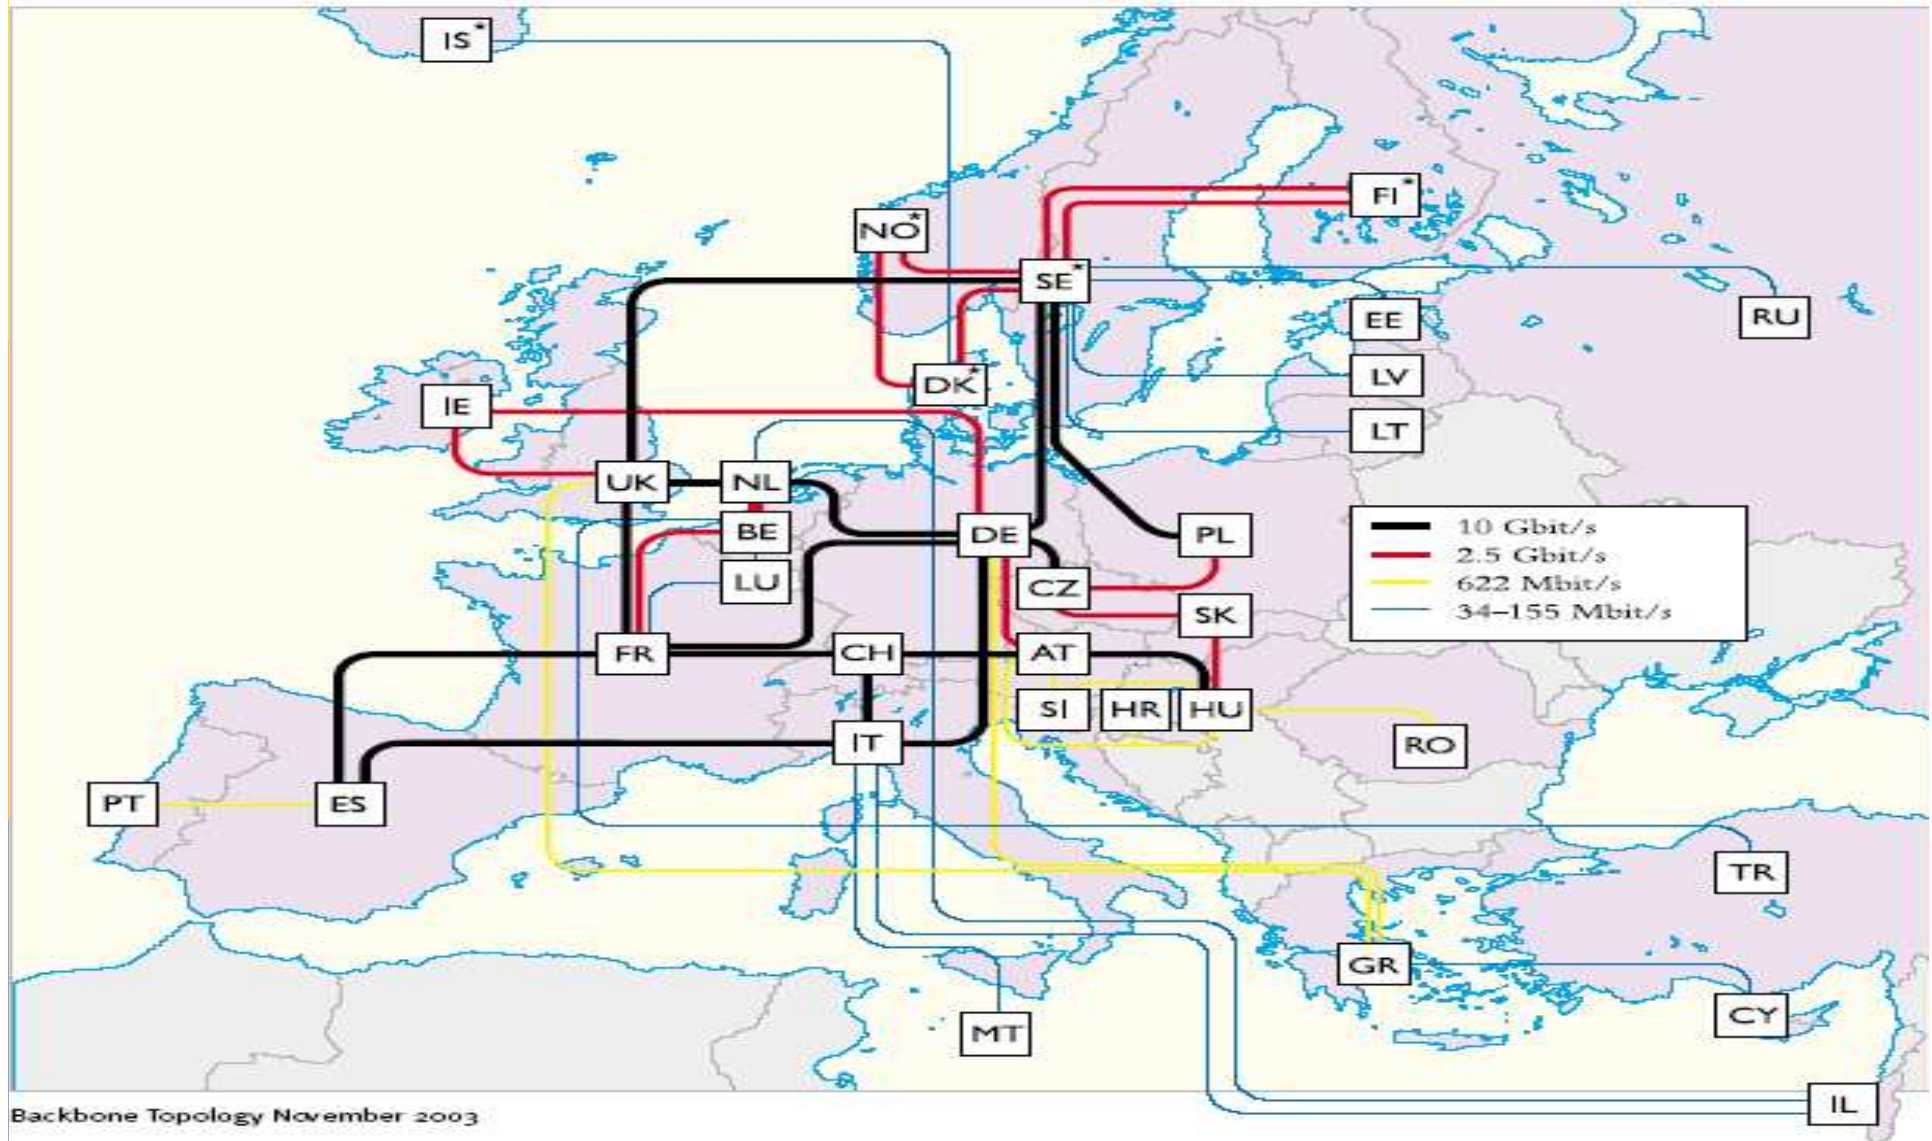 IS*
FI*
NO*
SE*
EE
RU
LV
DK*
IE
LT
UK
NL
BE
DE
PL
LU
CZ
SK
FR
CH
AT
SI
HR
HU
IT
RO
PT
ES
TR
GR
CY
MT
IL
10 Gbit/s
2.5 Gbit/s
622 Mbit/s
34–155 Mbit/s
Backbone Topology November 2003